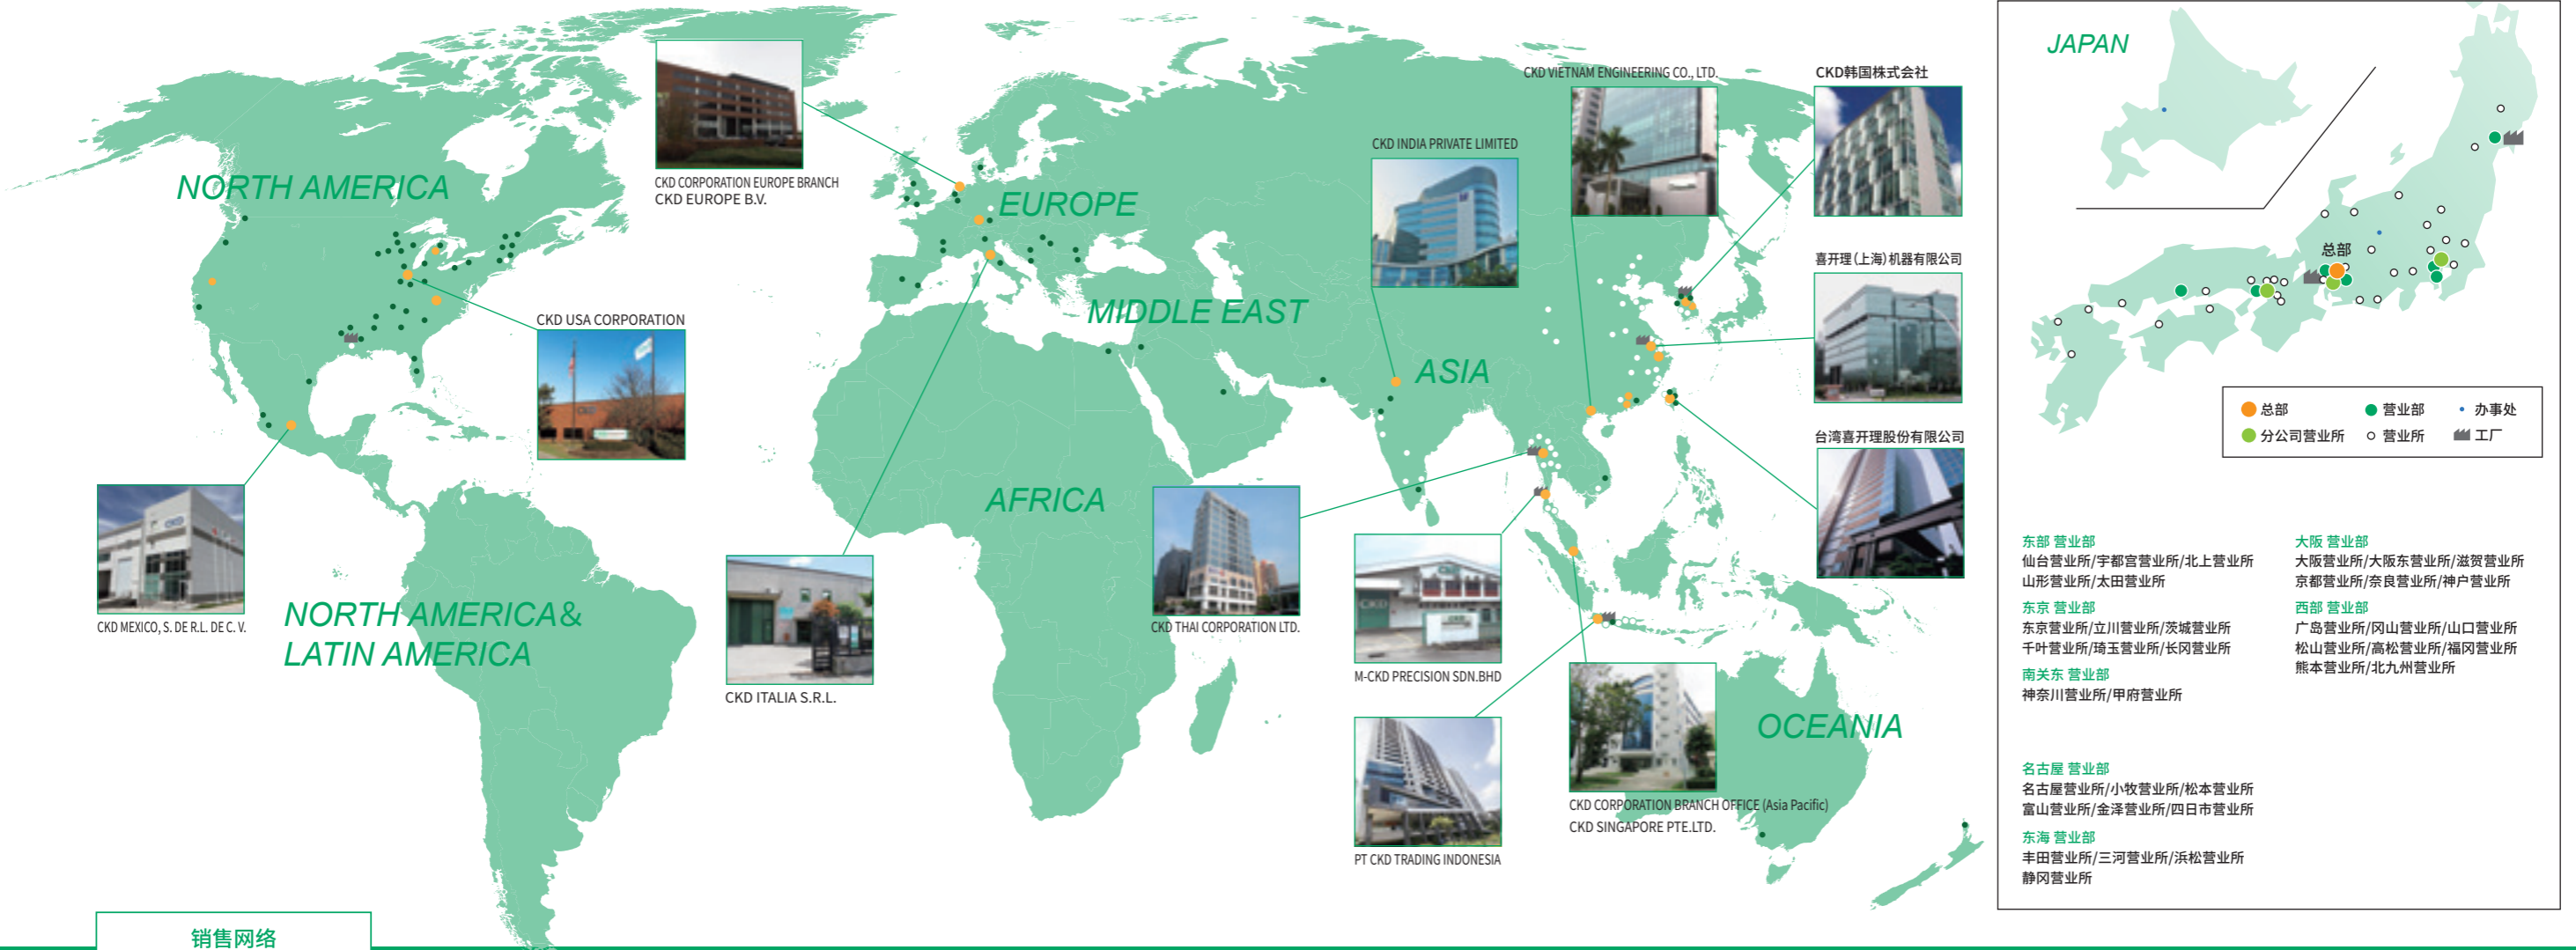 NORTH AMERICA
CKD CORPORATION EUROPE BRANCH
CKD EUROPE B.V.
EUROPE
CKD USA CORPORATION
MIDDLE EAST
CKD MEXICO, S. DE R.L. DE C. V.
NORTH AMERICA&
LATIN AMERICA
CKD ITALIA S.R.L.
AFRICA
CKD THAI CORPORATION LTD.
CKD INDIA PRIVATE LIMITED
CKD VIETNAM ENGINEERING CO., LTD.
CKD韩国株式会社
喜开理(上海)机器有限公司
台湾喜开理股份有限公司
ASIA
M-CKD PRECISION SDN.BHD
PT CKD TRADING INDONESIA
CKD CORPORATION BRANCH OFFICE (Asia Pacific)
CKD SINGAPORE PTE.LTD.
OCEANIA
销售网络
JAPAN
总部
总部
营业部
办事处
分公司营业所
营业所
工厂
东部 营业部
仙台营业所/宇都宫营业所/北上营业所
山形营业所/太田营业所
东京 营业部
东京营业所/立川营业所/茨城营业所
千叶营业所/琦玉营业所/长冈营业所
南关东 营业部
神奈川营业所/甲府营业所
名古屋 营业部
名古屋营业所/小牧营业所/松本营业所
富山营业所/金泽营业所/四日市营业所
东海 营业部
丰田营业所/三河营业所/浜松营业所
静冈营业所
大阪 营业部
大阪营业所/大阪东营业所/滋贺营业所
京都营业所/奈良营业所/神户营业所
西部 营业部
广岛营业所/冈山营业所/山口营业所
松山营业所/高松营业所/福冈营业所
熊本营业所/北九州营业所